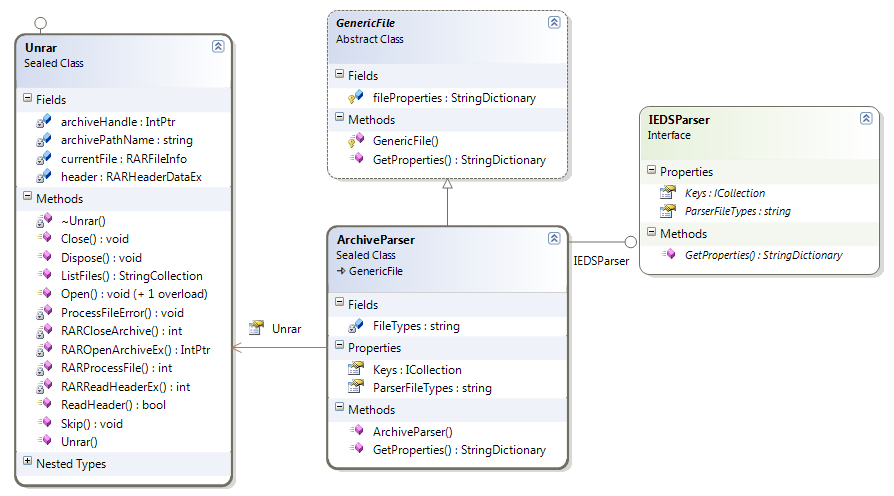 Unrar
Sealed Class
Fields
archiveHandle : IntPtr
archivePathName : string
currentFile : RARFileInfo
header : RARHeaderDataEx
Methods
~Unrar()
Close() : void
Dispose() : void
ListFiles() : StringCollection
Open() : void (+ 1 overload)
ProcessFileError() : void
RARCloseArchive() : int
RAROpenArchiveEx() : IntPtr
RARProcessFile() : int
RARReadHeaderEx() : int
ReadHeader() : bool
Skip() : void
Unrar()
Nested Types
Unrar
GenericFile
Abstract Class
Fields
fileProperties : StringDictionary
Methods
GenericFile()
GetProperties() : StringDictionary
ArchiveParser
Sealed Class
GenericFile
Fields
FileTypes : string
Properties
Keys : ICollection
ParserFileTypes : string
Methods
ArchiveParser()
GetProperties() : StringDictionary
IEDSParser
IEDSParser
Interface
Properties
Keys : ICollection
ParserFileTypes : string
Methods
GetProperties() : StringDictionary